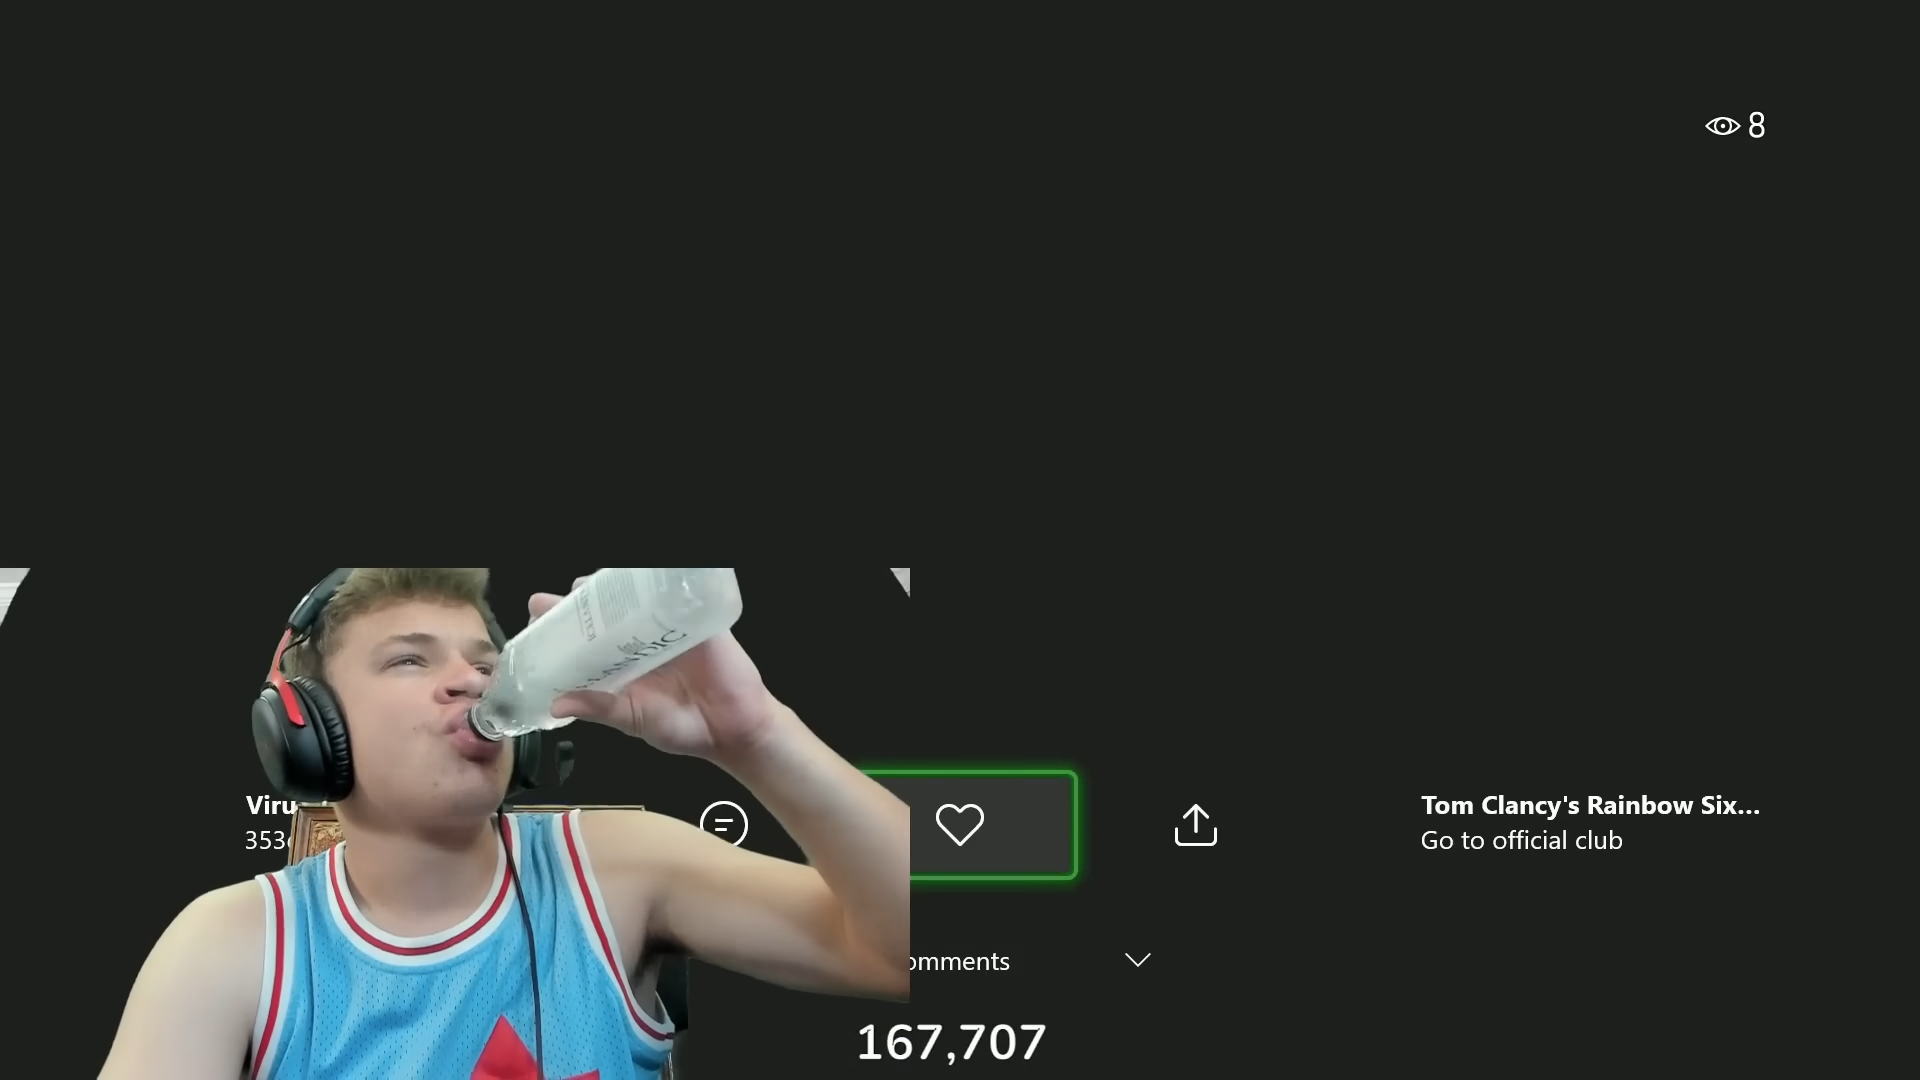 8
Viru
353
Tom Clancy's Rainbow Six...
Go to official club
omments
167,707